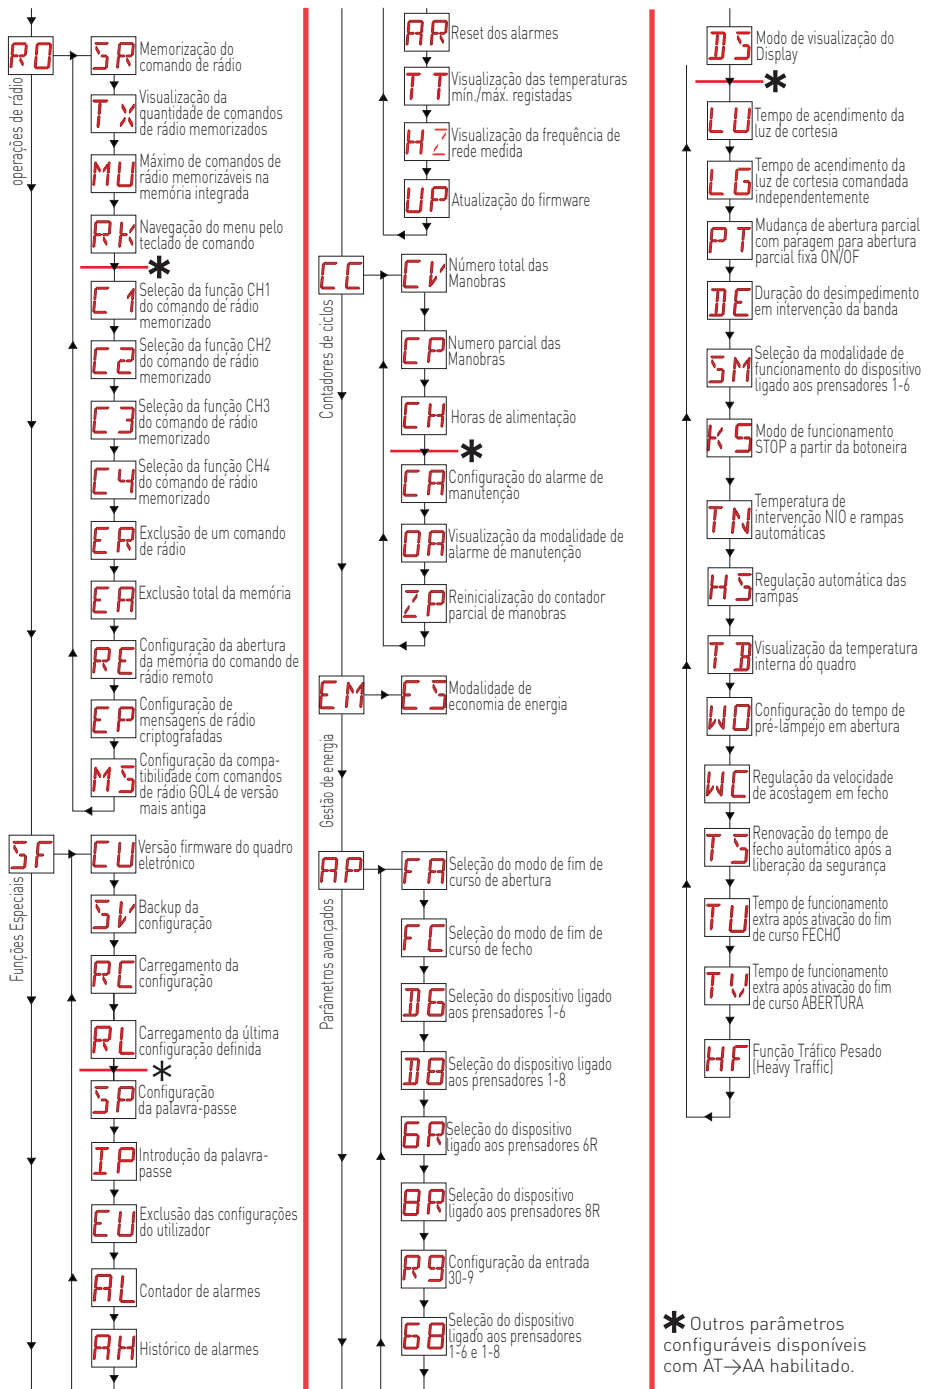 RO
operações de rádio
SR
Memorização do
comando de rádio
TX
Visualização da
quantidade de comandos
de rádio memorizados
MU
Máximo de comandos de
rádio memorizáveis na
memória integrada
RK
Navegação do menu pelo
teclado de comando
*
C1
Seleção da função CH1
do comando de rádio
memorizado
C2
Seleção da função CH2
do comando de rádio
memorizado
C3
Seleção da função CH3
do comando de rádio
memorizado
C4
Seleção da função CH4
do comando de rádio
memorizado
ER
Exclusão de um comando
de rádio
EA
Exclusão total da memória
RE
Configuração da abertura
da memória do comando de
rádio remoto
EP
Configuração de
mensagens de rádio
criptografadas
MS
Configuração da compa-
tibilidade com comandos
de rádio GOL4 de versão
mais antiga
SF
Funções Especiais
CU
Versão firmware do quadro
eletrónico
SV
Backup da
configuração
RC
Carregamento da
configuração
RL
Carregamento da última
configuração definida
*
SP
Configuração
da palavra-passe
IP
Introdução da palavra-
passe
EU
Exclusão das configurações
do utilizador
AL
Contador de alarmes
AH
Histórico de alarmes
AR
Reset dos alarmes
TT
Visualização das temperaturas
mín./máx. registadas
HZ
Visualização da frequência de
rede medida
UP
Atualização do firmware
CC
Contadores de ciclos
CV
Número total das
Manobras
CP
Numero parcial das
Manobras
CH
Horas de alimentação
*
CA
Configuração do alarme de
manutenção
OA
Visualização da modalidade de
alarme de manutenção
ZP
Reinicialização do contador
parcial de manobras
EM
Gestão de energia
ES
Modalidade de
economia de energia
AP
Parâmetros avançados
FA
Seleção do modo de fim de
curso de abertura
FC
Seleção do modo de fim de
curso de fecho
D6
Seleção do dispositivo ligado
aos prensadores 1-6
D8
Seleção do dispositivo ligado
aos prensadores 1-8
6R
Seleção do dispositivo
ligado aos prensadores 6R
8R
Seleção do dispositivo
ligado aos prensadores 8R
R9
Configuração da entrada
30-9
68
Seleção do dispositivo
ligado aos prensadores
1-6 e 1-8
DS
Modo de visualização do
Display
*
LU
Tempo de acendimento da
luz de cortesia
LG
Tempo de acendimento da
luz de cortesia comandada
independentemente
PT
Mudança de abertura parcial
com paragem para abertura
parcial fixa ON/OF
DE
Duração do desimpedimento
em intervenção da banda
SM
Seleção da modalidade de
funcionamento do dispositivo
ligado aos prensadores 1-6
KS
Modo de funcionamento
STOP a partir da botoneira
TN
Temperatura de
intervenção NIO e rampas
automáticas
HS
Regulação automática das
rampas
TB
Visualização da temperatura
interna do quadro
WO
Configuração do tempo de
pré-lampejo em abertura
WC
Regulação da velocidade
de acostagem em fecho
TS
Renovação do tempo de
fecho automático após a
liberação da segurança
TU
Tempo de funcionamento
extra após ativação do fim
de curso FECHO
TV
Tempo de funcionamento
extra após ativação do fim
de curso ABERTURA
HF
Função Tráfico Pesado
(Heavy Traffic)
* Outros parâmetros
configuráveis disponíveis
com AT→AA habilitado.